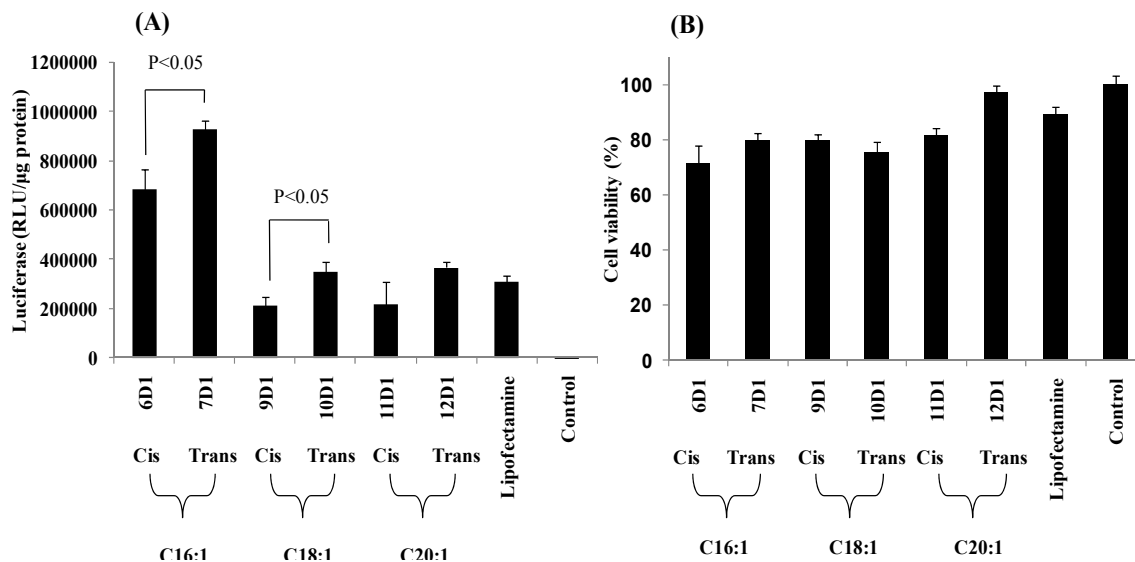 (A)
P<0.05
P<0.05
Luciferase (RLU/µg protein)
1200000
1000000
800000
600000
400000
200000
0
6D1
7D1
9D1
10D1
11D1
12D1
Lipofectamine
Control
Cis Trans Cis Trans Cis Trans
C16:1 C18:1 C20:1
(B)
Cell viability (%)
100
80
60
40
20
0
6D1
7D1
9D1
10D1
11D1
12D1
Lipofectamine
Control
Cis Trans Cis Trans Cis Trans
C16:1 C18:1 C20:1